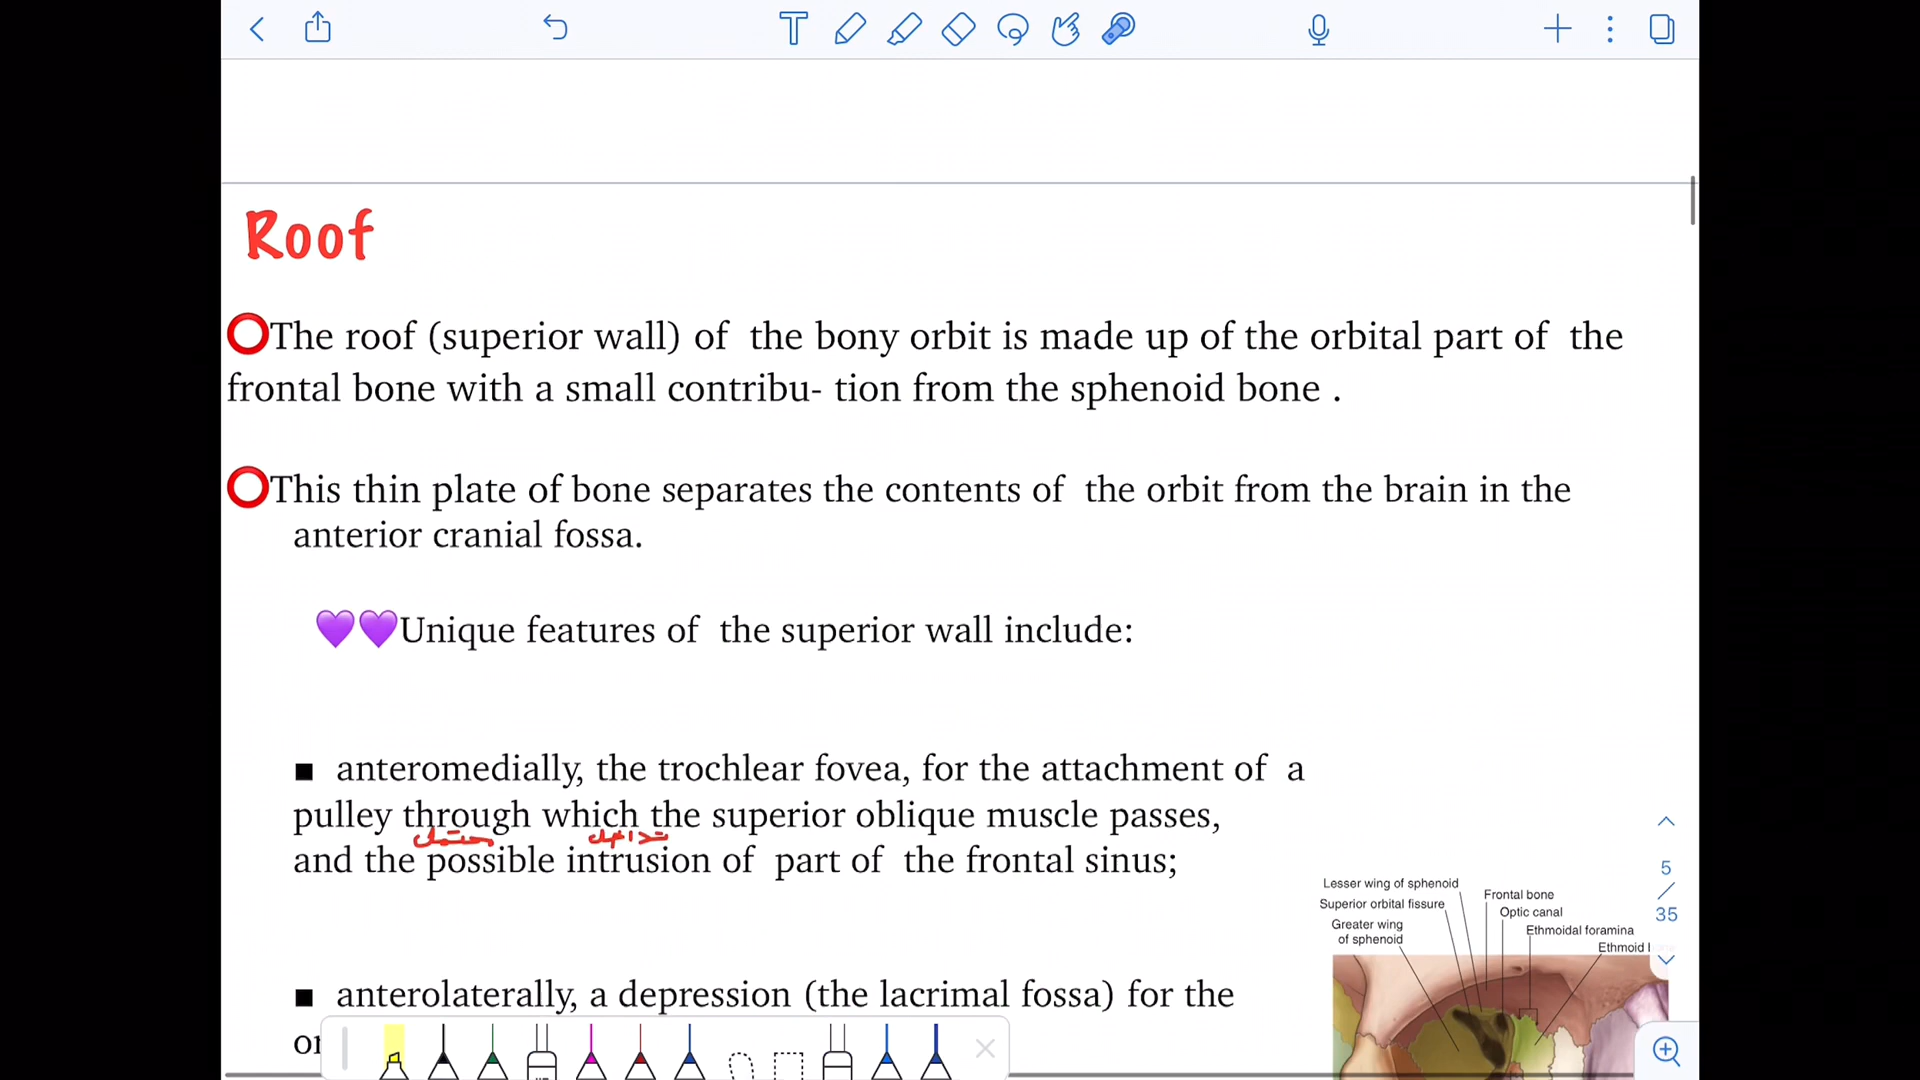 Roof
The roof (superior wall) of the bony orbit is made up of the orbital part of the
frontal bone with a small contribu- tion from the sphenoid bone .
This thin plate of bone separates the contents of the orbit from the brain in the
anterior cranial fossa.
Unique features of the superior wall include:
■ anteromedially, the trochlear fovea, for the attachment of a
pulley through which the superior oblique muscle passes,
and the possible intrusion of part of the frontal sinus;
■ anterolaterally, a depression (the lacrimal fossa) for the
or
Lesser wing of sphenoid
Superior orbital fissure
Greater wing
of sphenoid
Frontal bone
Optic canal
Ethmoidal foramina
Ethmoid
5
/
35